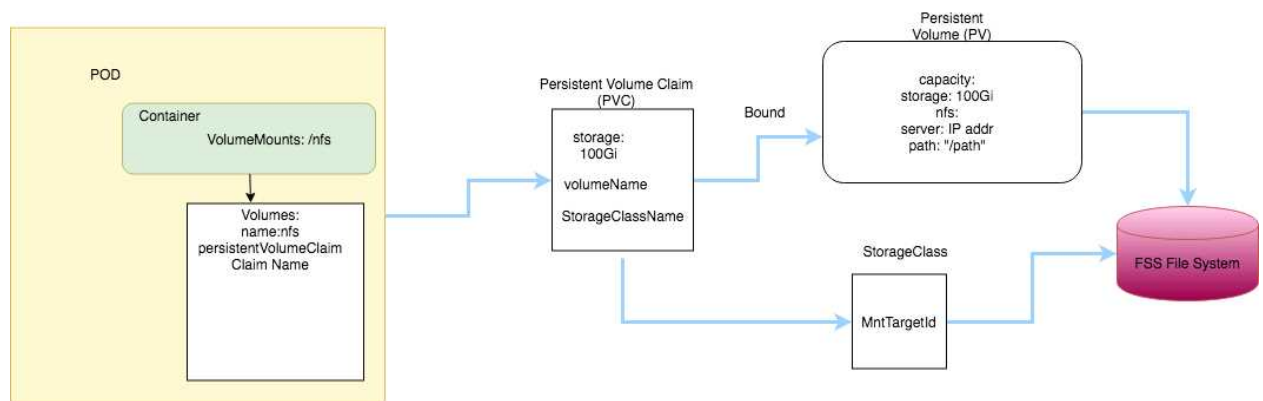 POD
Container
VolumeMounts: /nfs
Volumes:
name:nfs
persistentVolumeClaim
Claim Name
Persistent Volume Claim
(PVC)
storage:
100Gi
volumeName
StorageClassName
Bound
Persistent
Volume (PV)
capacity:
storage: 100Gi
nfs:
server: IP addr
path: "/path"
StorageClass
MntTargetId
FSS File System